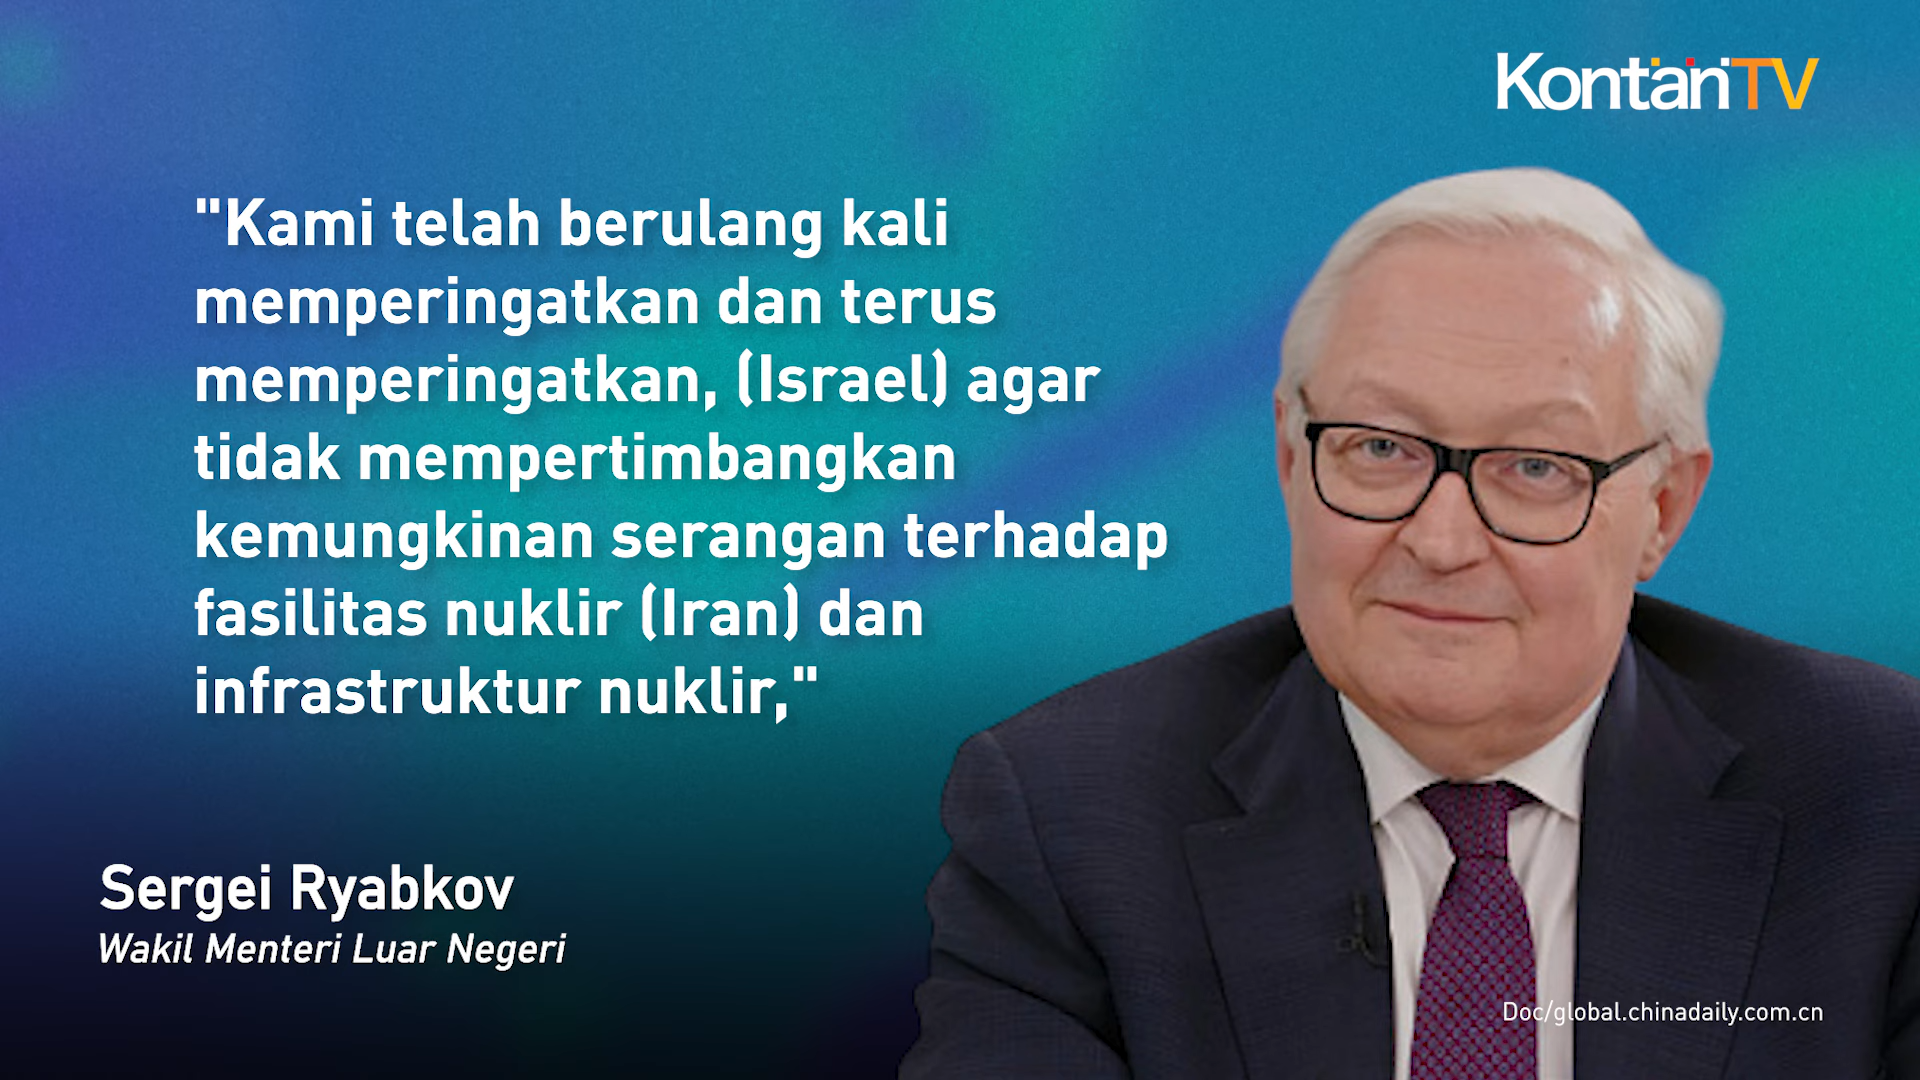 KontanTV
"Kami telah berulang kali
memperingatkan dan terus
memperingatkan, (Israel) agar
tidak mempertimbangkan
kemungkinan serangan terhadap
fasilitas nuklir (Iran) dan
infrastruktur nuklir,"
Sergei Ryabkov
Wakil Menteri Luar Negeri
Doc/global.chinadaily.com.cn